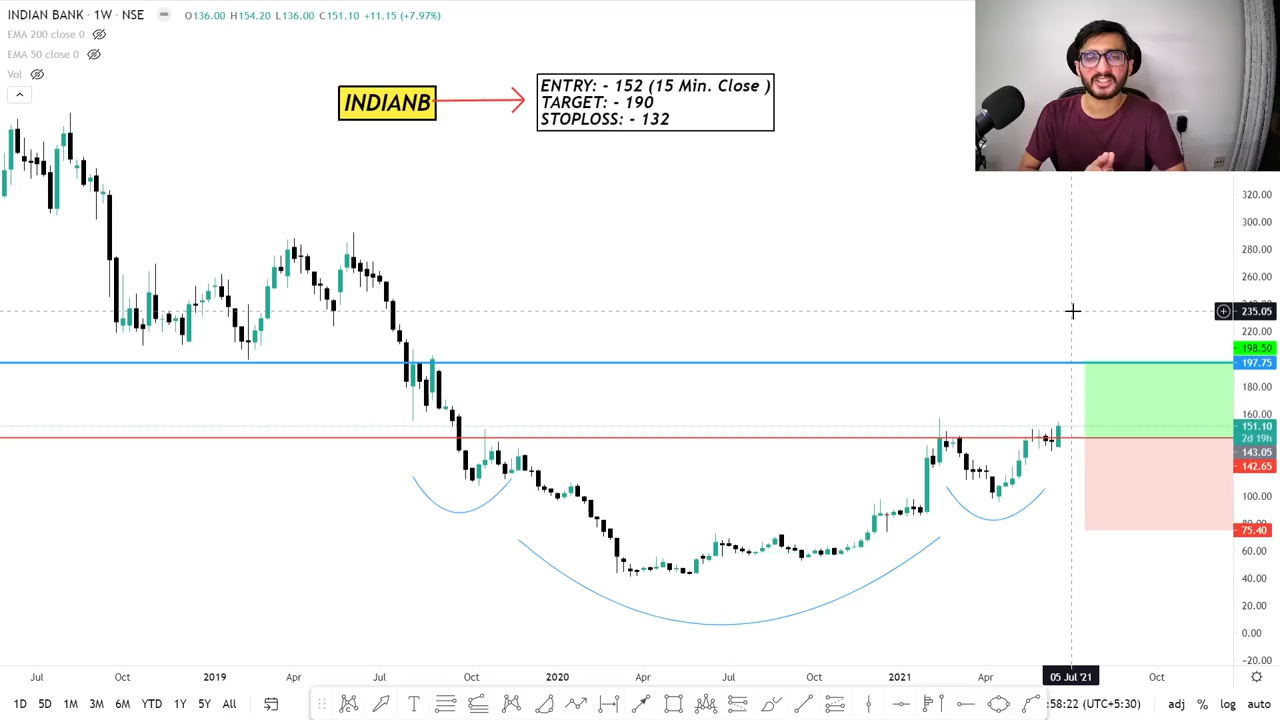 INDIAN BANK · 1W · NSE
O136.00 H154.20 L136.00 C151.10 +11.15 (+7.97%)
EMA 200 close 0
EMA 50 close 0
Vol
INDIANB
ENTRY: - 152 (15 Min. Close )
TARGET: - 190
STOPLOSS: - 132
320.00
300.00
280.00
260.00
235.05
220.00
198.50
197.75
180.00
160.00
151.10
2d 19h
143.05
142.65
100.00
75.40
60.00
40.00
20.00
0.00
-20.00
Jul Oct 2019 Apr Jul Oct 2020 Apr Jul Oct 2021 Apr 05 Jul '21 Oct
1D 5D 1M 3M 6M YTD 1Y 5Y All
:58:22 (UTC+5:30) adj % log auto